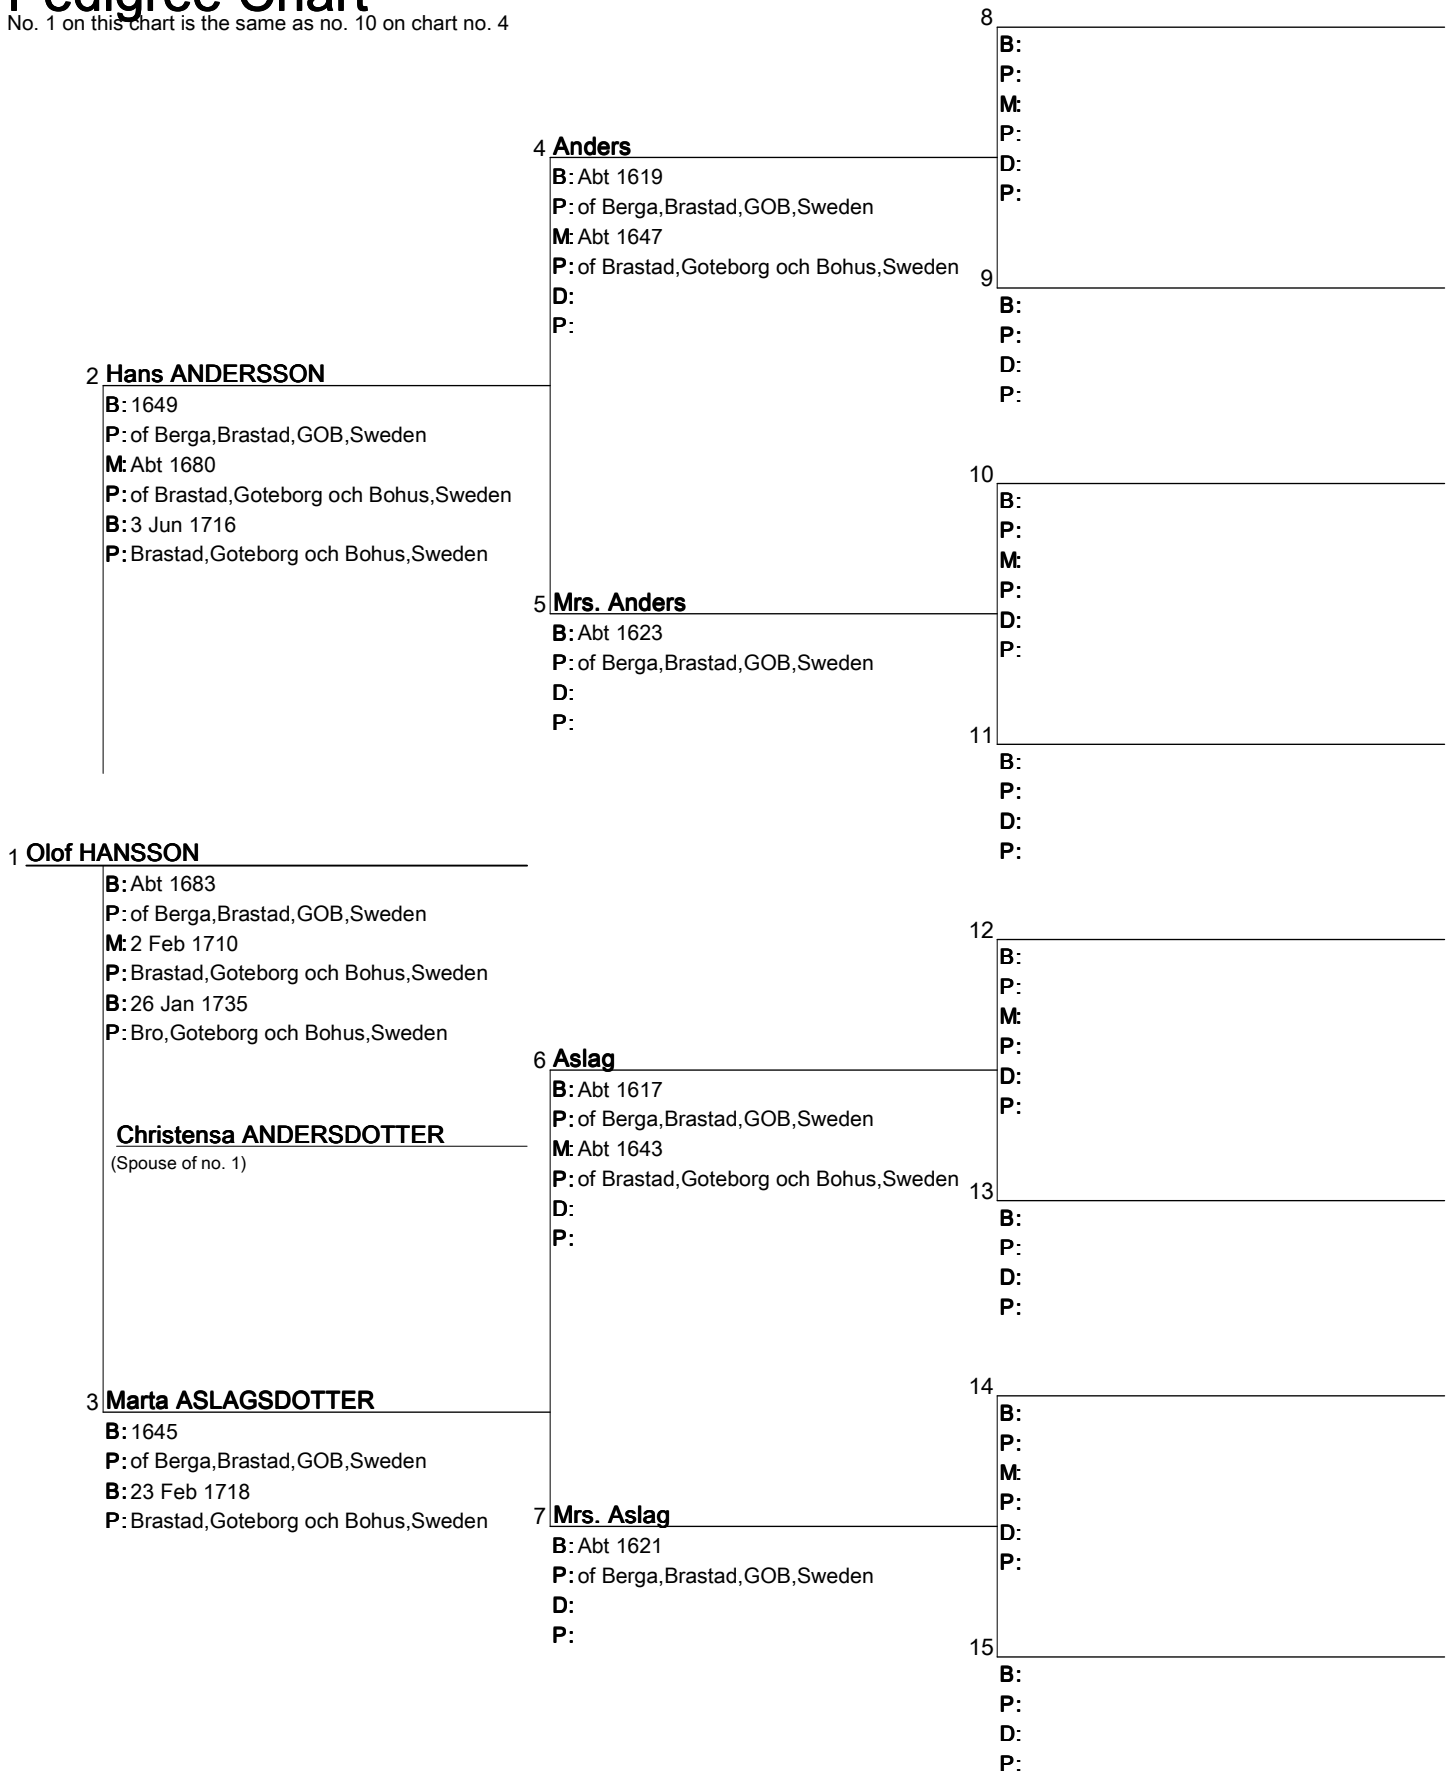 Pedigree Chart
No. 1 on this chart is the same as no. 10 on chart no. 4
8
B:
P:
M:
P:
D:
P:
4 Anders
B: Abt 1619
P: of Berga,Brastad,GOB,Sweden
M: Abt 1647
P: of Brastad,Goteborg och Bohus,Sweden
D:
P:
9
B:
P:
D:
P:
2 Hans ANDERSSON
B: 1649
P: of Berga,Brastad,GOB,Sweden
M: Abt 1680
P: of Brastad,Goteborg och Bohus,Sweden
B: 3 Jun 1716
P: Brastad,Goteborg och Bohus,Sweden
10
B:
P:
M:
P:
D:
P:
5 Mrs. Anders
B: Abt 1623
P: of Berga,Brastad,GOB,Sweden
D:
P:
11
B:
P:
D:
P:
1 Olof HANSSON
B: Abt 1683
P: of Berga,Brastad,GOB,Sweden
M: 2 Feb 1710
P: Brastad,Goteborg och Bohus,Sweden
B: 26 Jan 1735
P: Bro,Goteborg och Bohus,Sweden
Christensa ANDERSDOTTER
(Spouse of no. 1)
12
B:
P:
M:
P:
D:
P:
6 Aslag
B: Abt 1617
P: of Berga,Brastad,GOB,Sweden
M: Abt 1643
P: of Brastad,Goteborg och Bohus,Sweden
D:
P:
13
B:
P:
D:
P:
3 Marta ASLAGSDOTTER
B: 1645
P: of Berga,Brastad,GOB,Sweden
B: 23 Feb 1718
P: Brastad,Goteborg och Bohus,Sweden
14
B:
P:
M:
P:
D:
P:
7 Mrs. Aslag
B: Abt 1621
P: of Berga,Brastad,GOB,Sweden
D:
P:
15
B:
P:
D:
P: